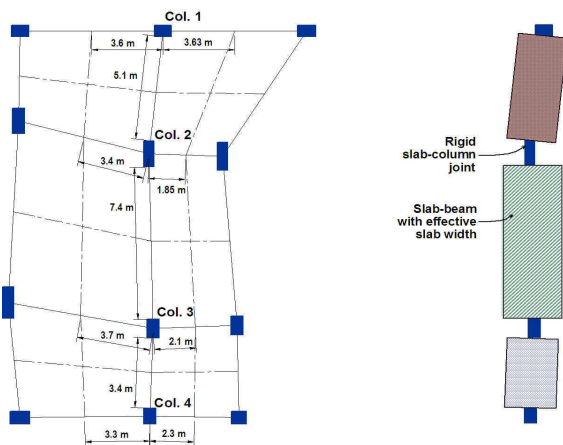 Col. 1
3.6 m
3.63 m
5.1 m
Col. 2
3.4 m
1.85 m
7.4 m
Col. 3
3.7 m
2.1 m
3.4 m
Col. 4
3.3 m
2.3 m
Rigid
slab-column
joint
Slab-beam
with effective
slab width